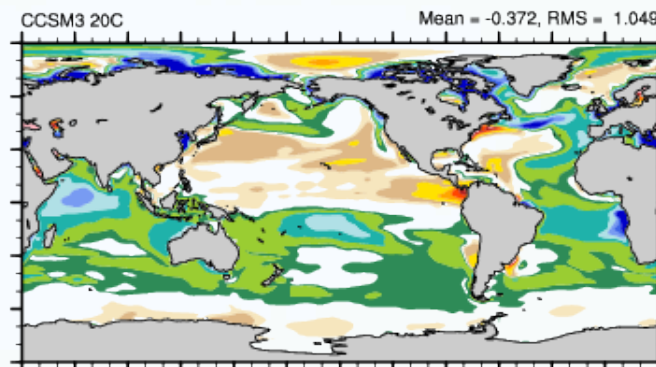 CCSM3 20C
Mean = -0.372, RMS = 1.049